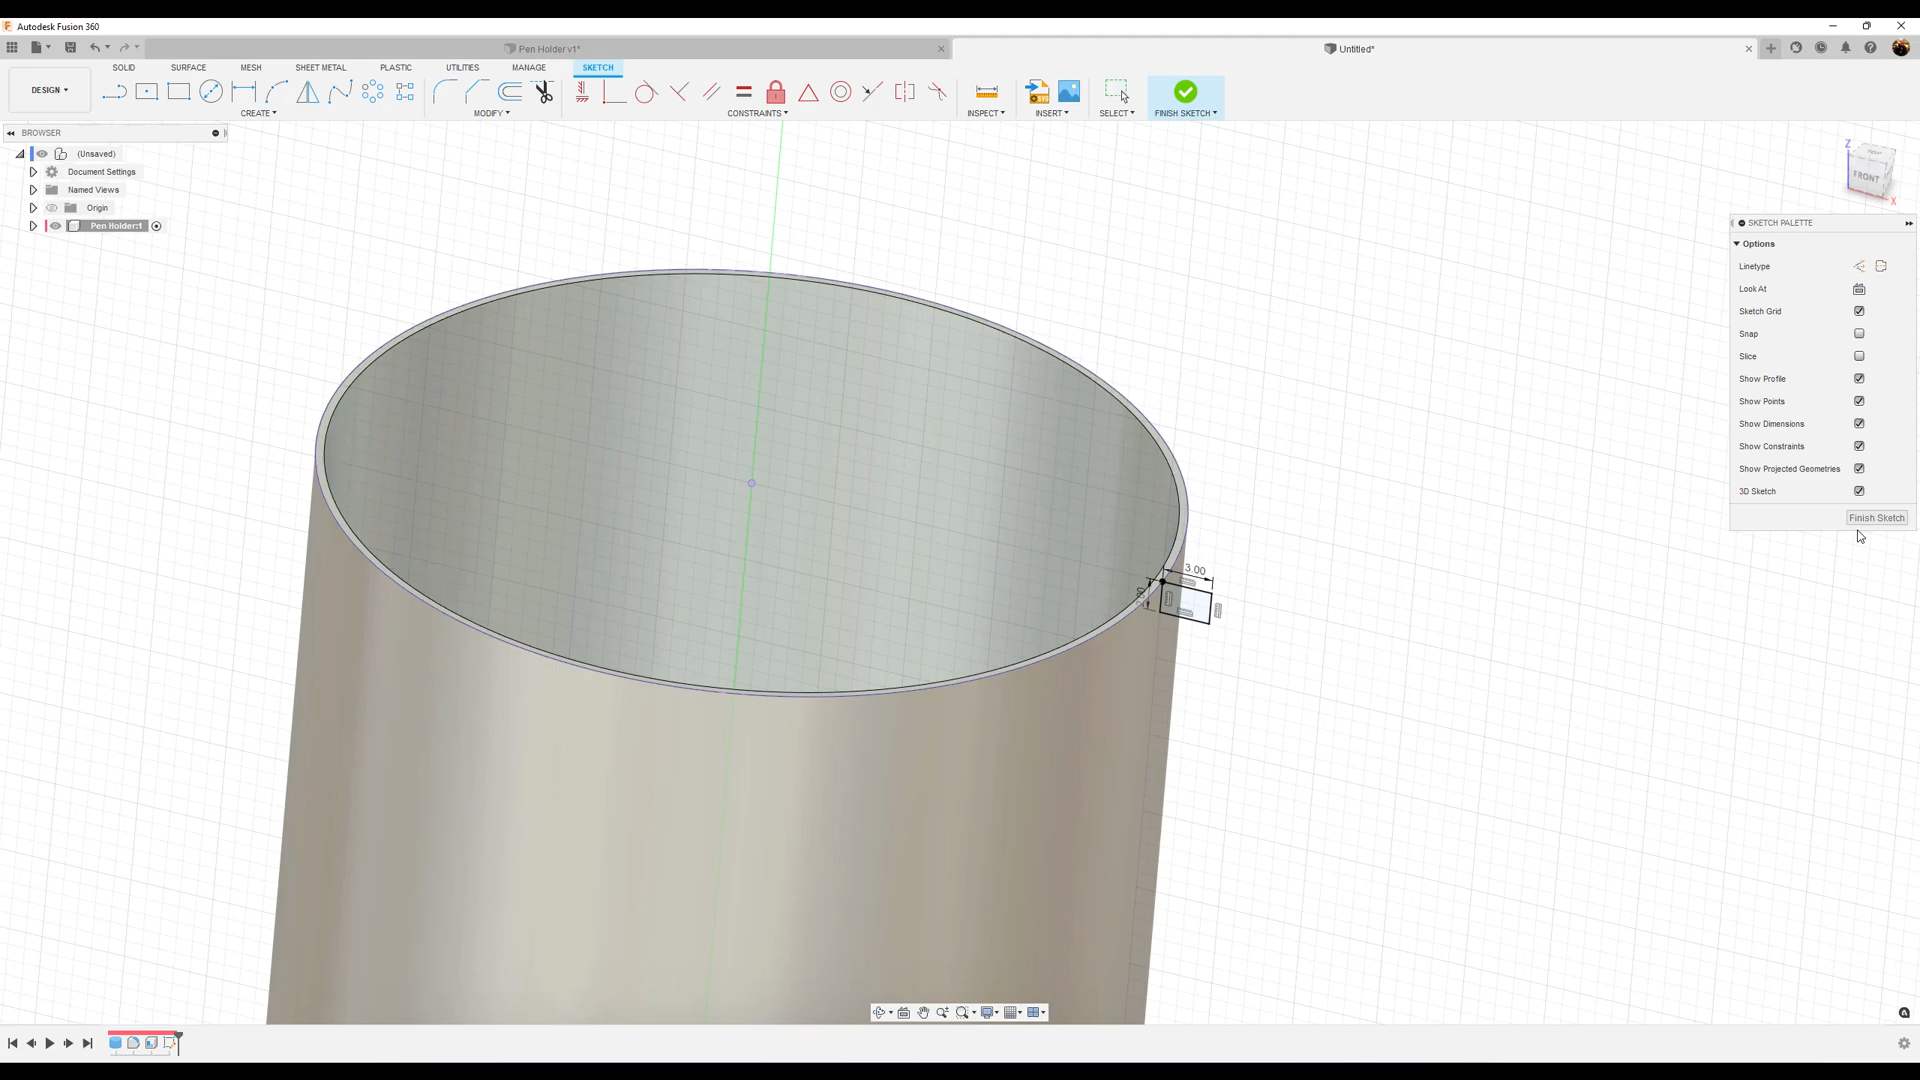 Autodesk Fusion 360
Pen Holder v1*
Untitled*
DESIGN
SOLID
SURFACE
MESH
SHEET METAL
PLASTIC
UTILITIES
MANAGE
SKETCH
CREATE
MODIFY
CONSTRAINTS
INSPECT
INSERT
SELECT
FINISH SKETCH
BROWSER
(Unsaved)
Document Settings
Named Views
Origin
Pen Holder:1
Z
FRONT
X
SKETCH PALETTE
Options
Linetype
Look At
Sketch Grid
Snap
Slice
Show Profile
Show Points
Show Dimensions
Show Constraints
Show Projected Geometries
3D Sketch
Finish Sketch
3.00